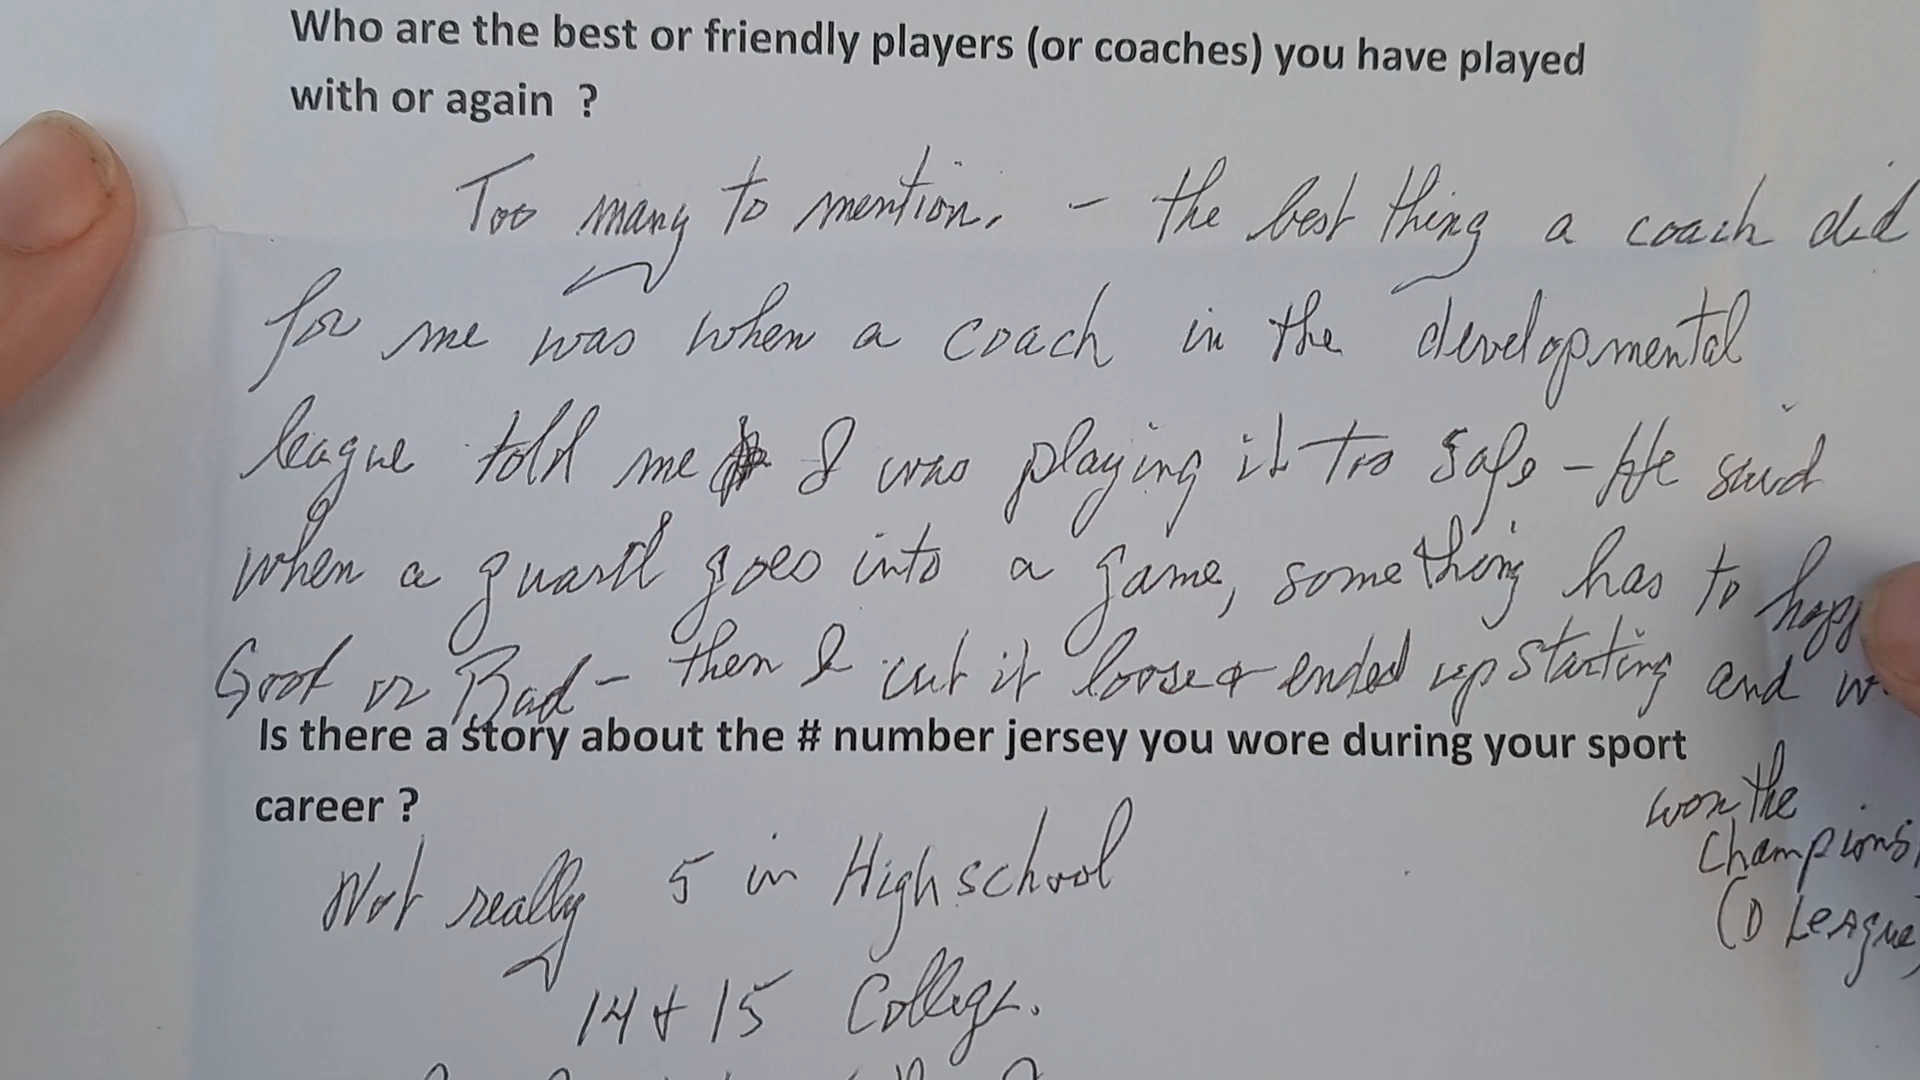 Who are the best or friendly players (or coaches) you have played
with or again ?
Too many to mention. - the best thing a coach did
for me was when a coach in the developmental
league told me I was playing it too safe - He said
when a guard goes into a game, something has to
Good or Bad - then I cut it loose & ended up starting and
won the
Champions
(D League)
Is there a story about the # number jersey you wore during your sport
career ?
Not really 5 in High school
14 + 15 College.